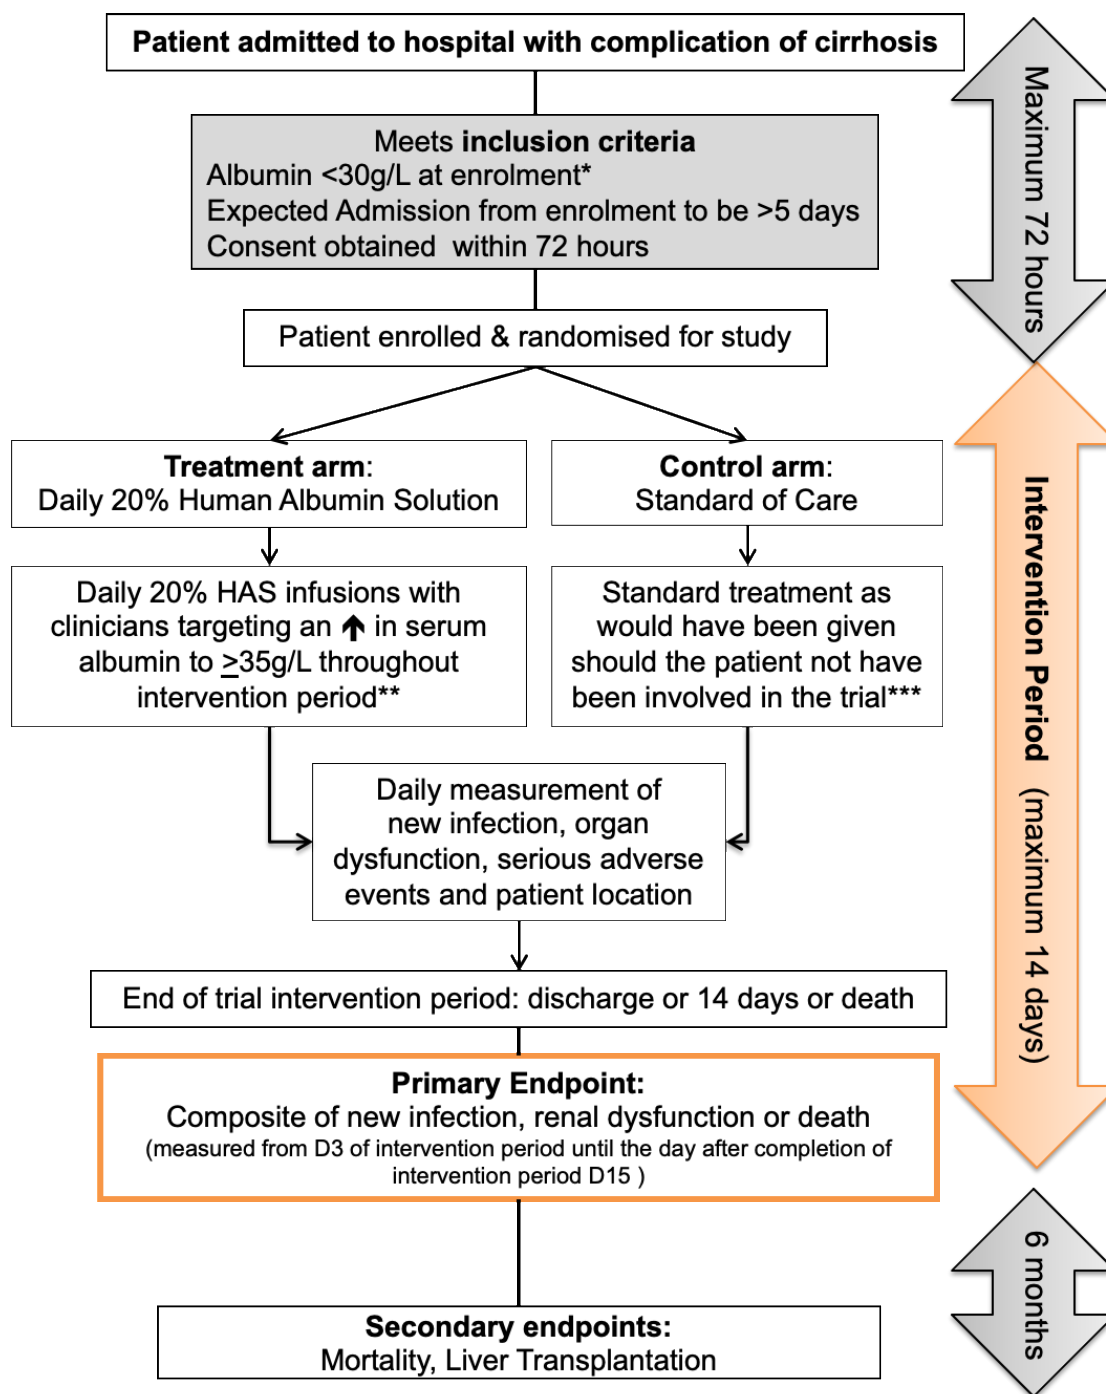 Patient admitted to hospital with complication of cirrhosis
Maximum 72 hours
Meets inclusion criteria
Albumin <30g/L at enrolment*
Expected Admission from enrolment to be >5 days
Consent obtained within 72 hours
Patient enrolled & randomised for study
Intervention Period (maximum 14 days)
Treatment arm:
Daily 20% Human Albumin Solution
Control arm:
Standard of Care
Daily 20% HAS infusions with
clinicians targeting an ↑ in serum
albumin to ≥35g/L throughout
intervention period**
Standard treatment as
would have been given
should the patient not have
been involved in the trial***
Daily measurement of
new infection, organ
dysfunction, serious adverse
events and patient location
End of trial intervention period: discharge or 14 days or death
Primary Endpoint:
Composite of new infection, renal dysfunction or death
(measured from D3 of intervention period until the day after completion of
intervention period D15 )
6 months
Secondary endpoints:
Mortality, Liver Transplantation